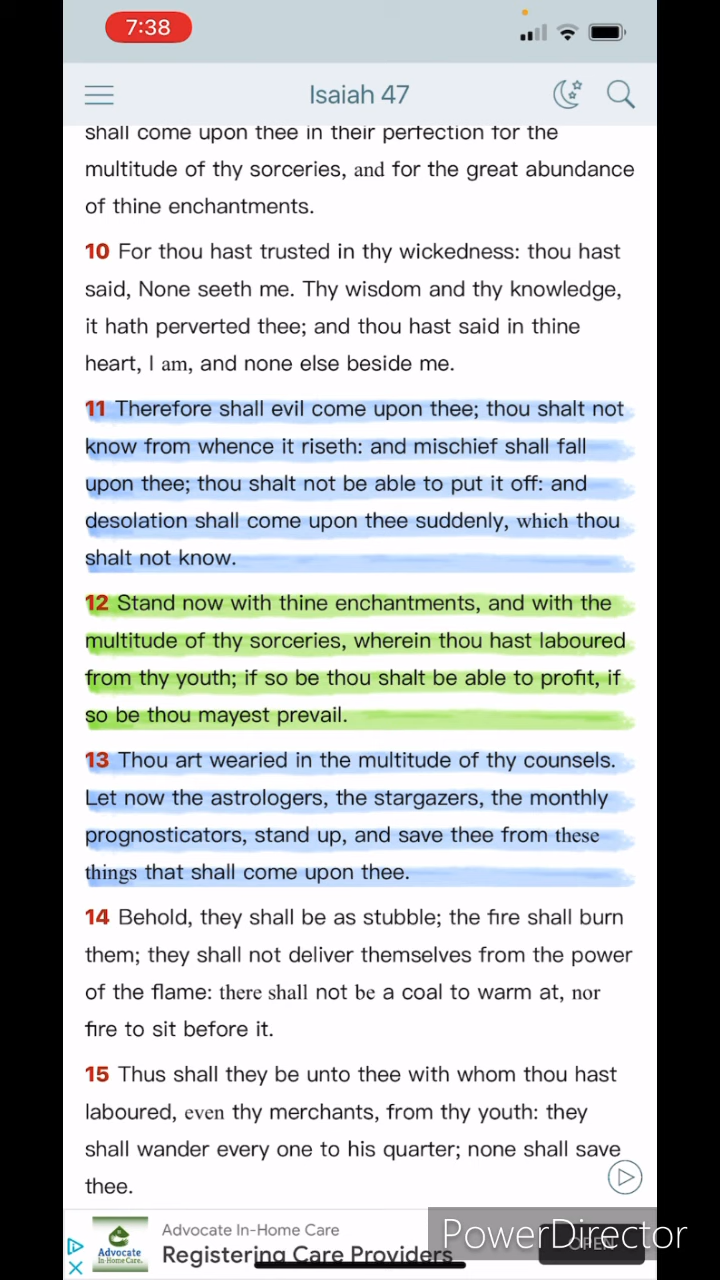 7:38
Isaiah 47
shall come upon thee in their perfection for the
multitude of thy sorceries, and for the great abundance
of thine enchantments.
10 For thou hast trusted in thy wickedness: thou hast
said, None seeth me. Thy wisdom and thy knowledge,
it hath perverted thee; and thou hast said in thine
heart, I am, and none else beside me.
11 Therefore shall evil come upon thee; thou shalt not
know from whence it riseth: and mischief shall fall
upon thee; thou shalt not be able to put it off: and
desolation shall come upon thee suddenly, which thou
shalt not know.
12 Stand now with thine enchantments, and with the
multitude of thy sorceries, wherein thou hast laboured
from thy youth; if so be thou shalt be able to profit, if
so be thou mayest prevail.
13 Thou art wearied in the multitude of thy counsels.
Let now the astrologers, the stargazers, the monthly
prognosticators, stand up, and save thee from these
things that shall come upon thee.
14 Behold, they shall be as stubble; the fire shall burn
them; they shall not deliver themselves from the power
of the flame: there shall not be a coal to warm at, nor
fire to sit before it.
15 Thus shall they be unto thee with whom thou hast
laboured, even thy merchants, from thy youth: they
shall wander every one to his quarter; none shall save
thee.
Advocate
In-Home Care.
Advocate In-Home Care
Registering Care Providers
OPEN
PowerDirector